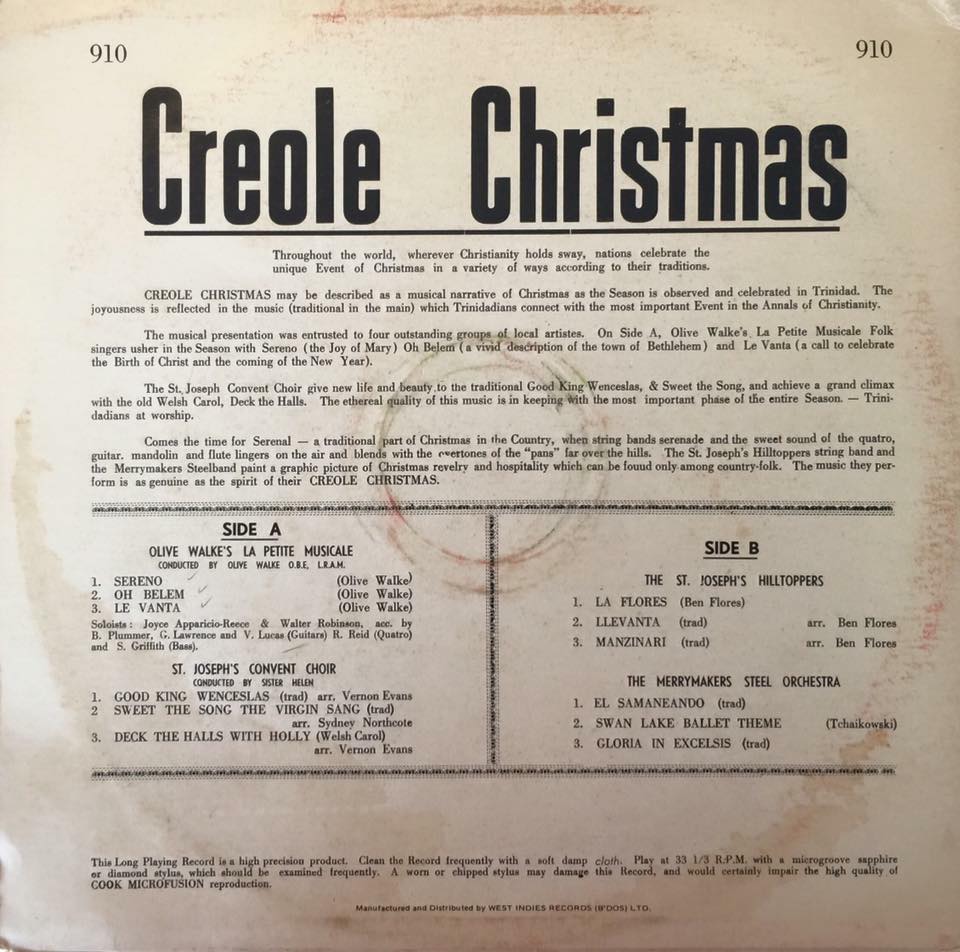 910
910
Creole Christmas
Throughout the world, wherever Christianity holds sway, nations celebrate the
unique Event of Christmas in a variety of ways according to their traditions.
CREOLE CHRISTMAS may be described as a musical narrative of Christmas as the Season is observed and celebrated in Trinidad. The
joyousness is reflected in the music (traditional in the main) which Trinidadians connect with the most important Event in the Annals of Christianity.
The musical presentation was entrusted to four outstanding groups of local artistes. On Side A, Olive Walke's La Petite Musicale Folk
singers usher in the Season with Sereno (the Joy of Mary) Oh Belem (a vivid description of the town of Bethlehem) and Le Vanta (a call to celebrate
the Birth of Christ and the coming of the New Year).
The St. Joseph Convent Choir give new life and beauty to the traditional Good King Wenceslas, & Sweet the Song, and achieve a grand climax
with the old Welsh Carol, Deck the Halls. The ethereal quality of this music is in keeping with the most important phase of the entire Season. — Trini-
dadians at worship.
Comes the time for Serenal — a traditional part of Christmas in the Country, when string bands serenade and the sweet sound of the quatro,
guitar. mandolin and flute lingers on the air and blends with the overtones of the "pans" far over the hills. The St. Joseph's Hilltoppers string band and
the Merrymakers Steelband paint a graphic picture of Christmas revelry and hospitality which can be fouud only among country-folk. The music they per-
form is as genuine as the spirit of their CREOLE CHRISTMAS.
SIDE A
OLIVE WALKE'S LA PETITE MUSICALE
CONDUCTED BY OLIVE WALKE O.B.E, L.R.A.M.
1. SERENO (Olive Walke)
2. OH BELEM (Olive Walke)
3. LE VANTA (Olive Walke)
Soloists: Joyce Apparicio-Reece & Walter Robinson, acc. by
B. Plummer, G. Lawrence and V. Lucas (Guitars) R. Reid (Quatro)
and S. Griffith (Bass).
ST. JOSEPH'S CONVENT CHOIR
CONDUCTED BY SISTER HELEN
1. GOOD KING WENCESLAS (trad) arr. Vernon Evans
2 SWEET THE SONG THE VIRGIN SANG (trad)
arr. Sydney Northcote
3. DECK THE HALLS WITH HOLLY (Welsh Carol)
arr. Vernon Evans
SIDE B
THE ST. JOSEPH'S HILLTOPPERS
1. LA FLORES (Ben Flores)
2. LLEVANTA (trad) arr. Ben Flores
3. MANZINARI (trad) arr. Ben Flores
THE MERRYMAKERS STEEL ORCHESTRA
1. EL SAMANEANDO (trad)
2. SWAN LAKE BALLET THEME (Tchaikowski)
3. GLORIA IN EXCELSIS (trad)
This Long Playing Record is a high precision product. Clean the Record frequently with a soft damp cloth. Play at 33 1/3 R.P.M. with a microgroove sapphire
or diamond stylus, which should be examined frequently. A worn or chipped stylus may damage this Record, and would certainly impair the high quality of
COOK MICROFUSION reproduction.
Manufactured and Distributed by WEST INDIES RECORDS (B'DOS) LTD.